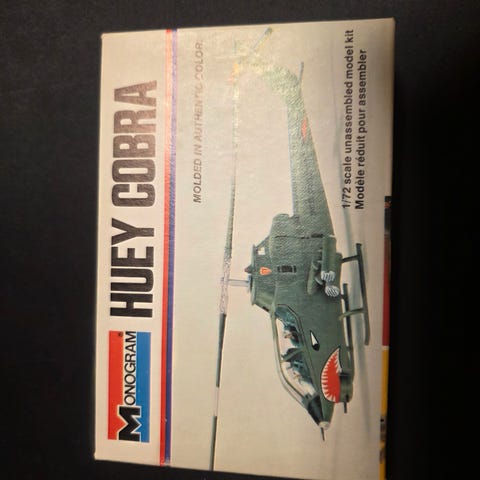 MONOGRAM®
HUEY COBRA
MOLDED IN AUTHENTIC COLOR.
1/72 scale unassembled model kit
Modèle réduit pour assembler